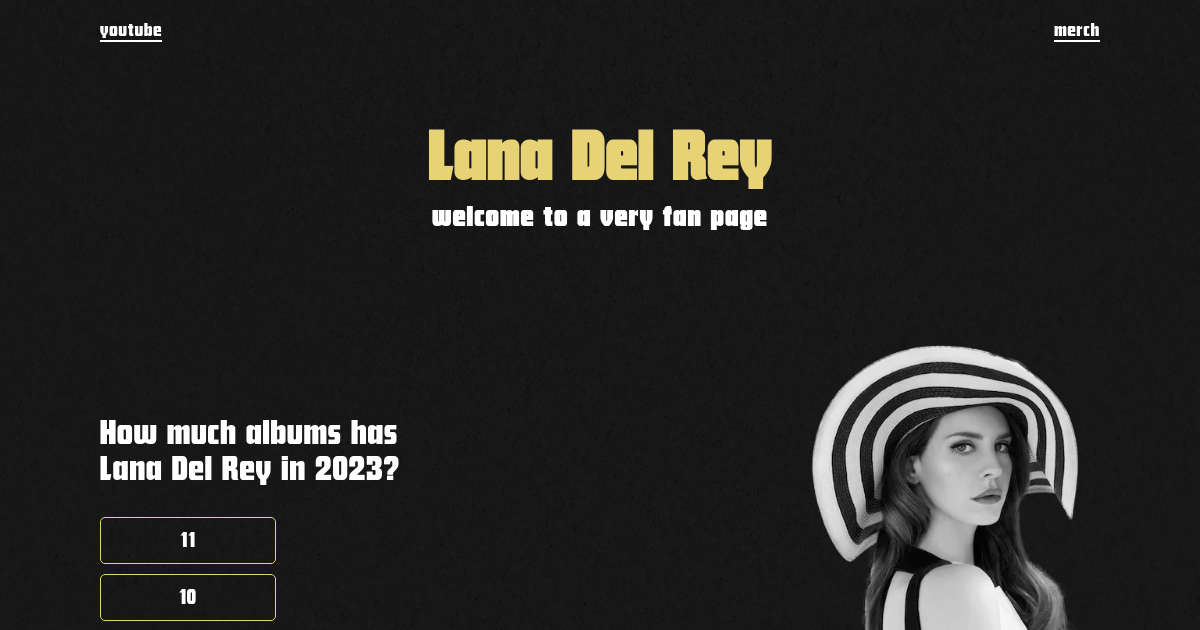 youtube
merch
Lana Del Rey
welcome to a very fan page
How much albums has
Lana Del Rey in 2023?
11
10